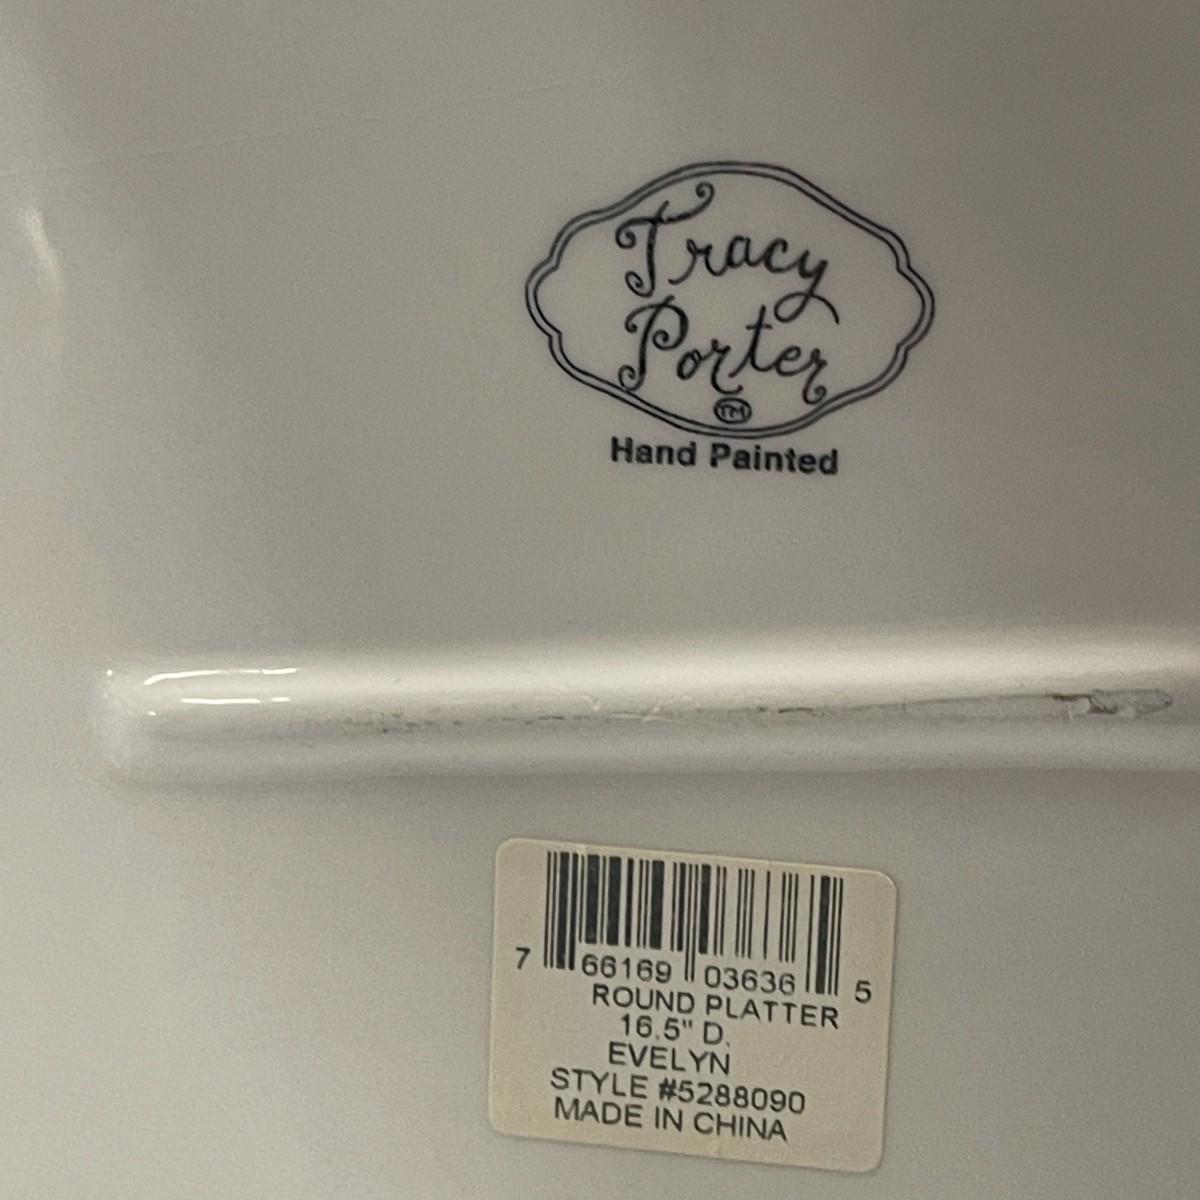 Tracy
Porter
TM
Hand Painted
7 66169 03636 5
ROUND PLATTER
16.5" D.
EVELYN
STYLE #5288090
MADE IN CHINA